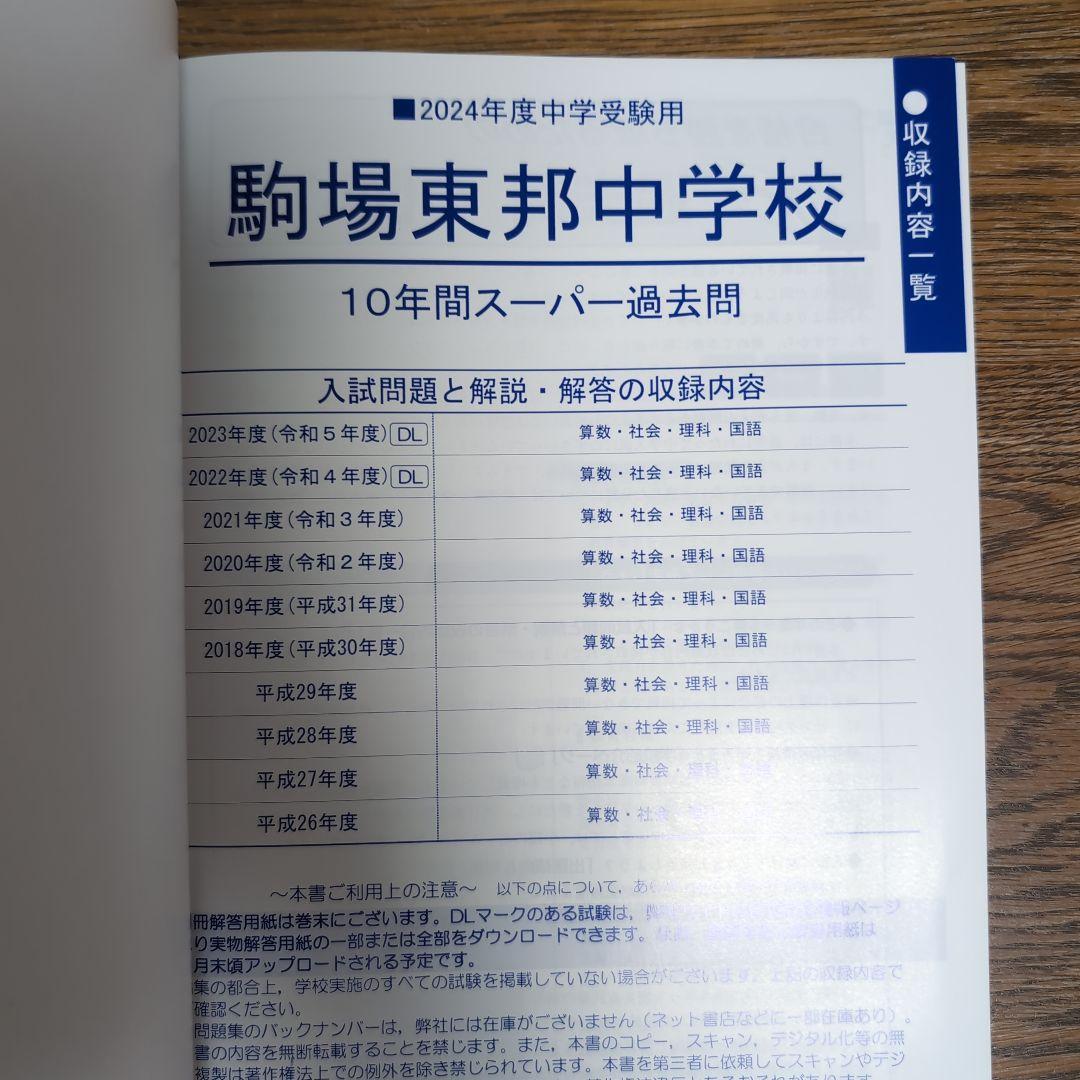 ■2024年度中学受験用
駒場東邦中学校
10年間スーパー過去問
●収録内容一覧
入試問題と解説・解答の収録内容
2023年度(令和5年度) DL 算数・社会・理科・国語
2022年度(令和4年度) DL 算数・社会・理科・国語
2021年度(令和3年度) 算数・社会・理科・国語
2020年度(令和2年度) 算数・社会・理科・国語
2019年度(平成31年度) 算数・社会・理科・国語
2018年度(平成30年度) 算数・社会・理科・国語
平成29年度 算数・社会・理科・国語
平成28年度 算数・社会・理科・国語
平成27年度 算数・社会・理科
平成26年度 算数・社会
～本書ご利用上の注意～ 以下の点について，あら
冊解答用紙は巻末にございます。DLマークのある試験は，弊 ページ
り実物解答用紙の一部または全部をダウンロードできます。 用紙は
月末頃アップロードされる予定です。
集の都合上，学校実施のすべての試験を掲載していない場合がございます。上記の収録内容で
確認ください。
問題集のバックナンバーは，弊社には在庫がございません（ネット書店などに一部在庫あり）。
書の内容を無断転載することを禁じます。また，本書のコピー，スキャン，デジタル化等の無
複製は著作権法上での例外を除き禁じられています。本書を第三者に依頼してスキャンやデジ